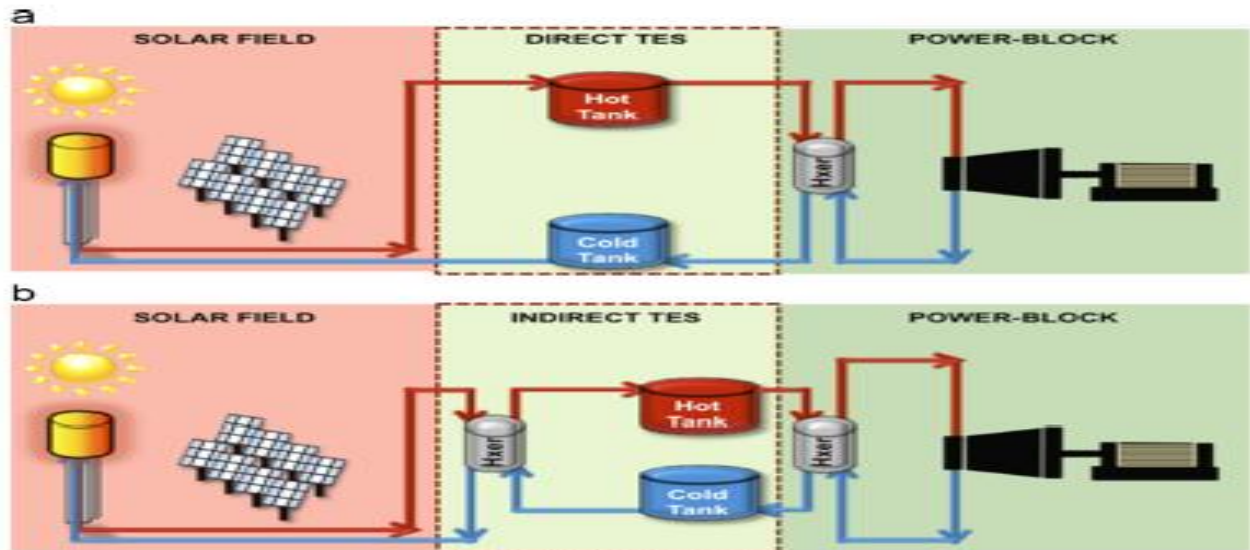 a
SOLAR FIELD DIRECT TES POWER-BLOCK
Hot
Tank
Hxer
Cold
Tank
b
SOLAR FIELD INDIRECT TES POWER-BLOCK
Hxer
Hot
Tank
Hxer
Cold
Tank